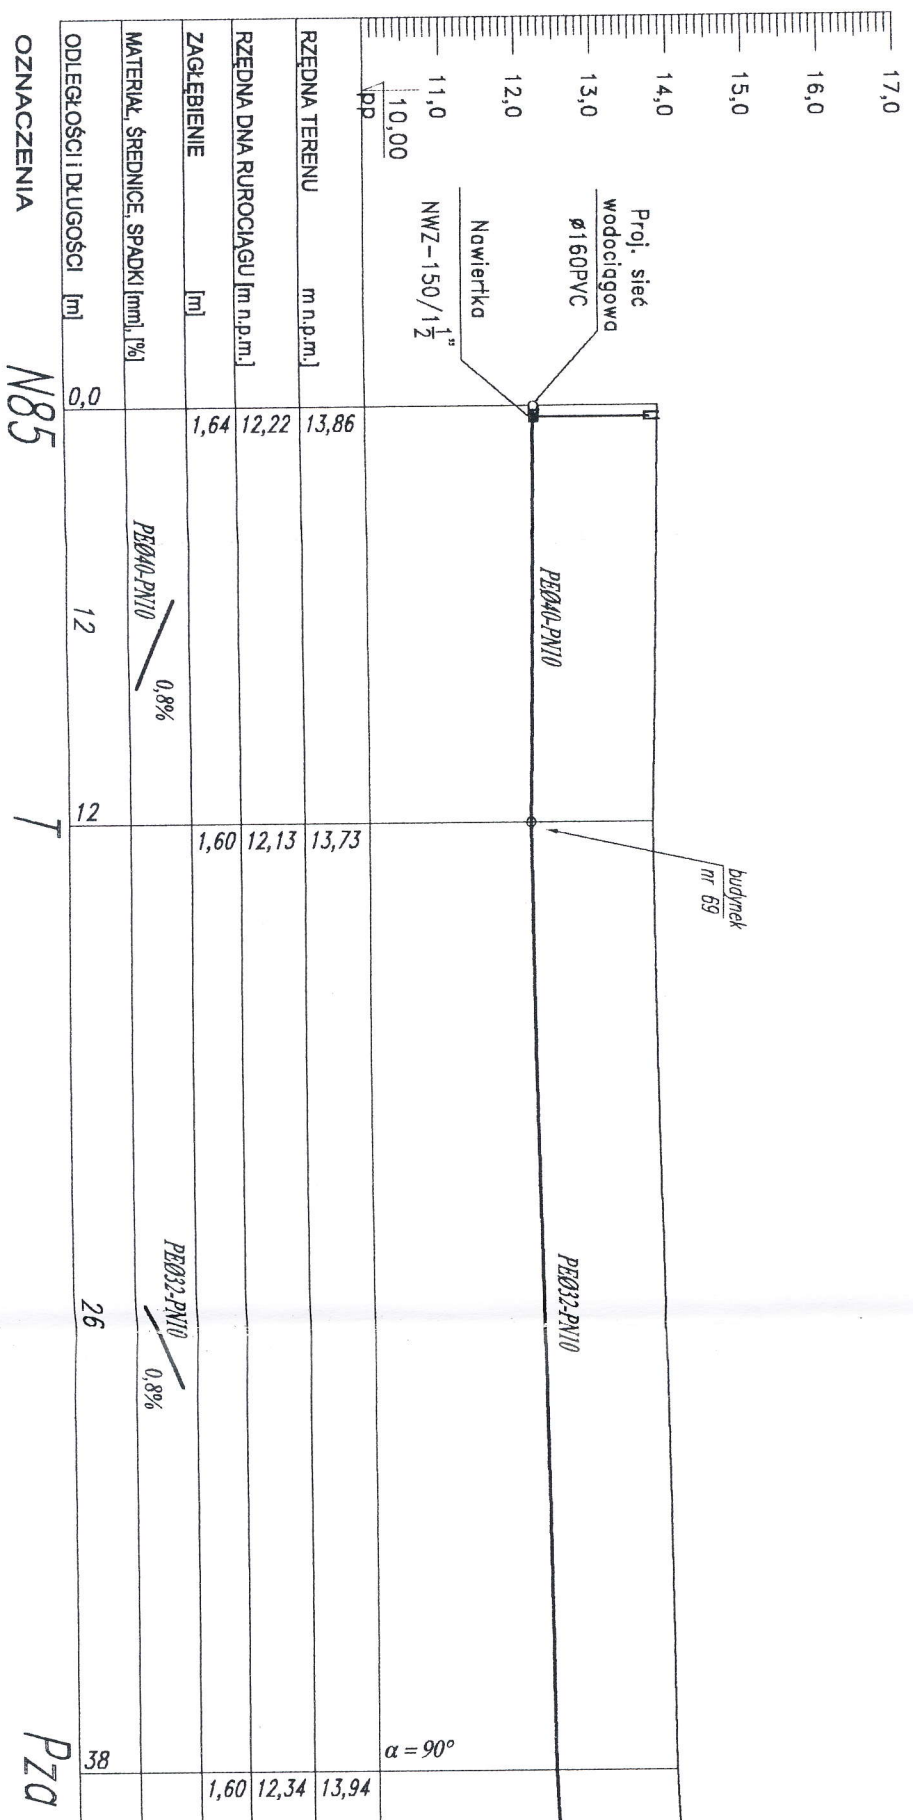 17,0
16,0
15,0
14,0
13,0
12,0
11,0
10,00
pp
Proj. sieć
wodociągowa
ø160PVC
Nawiertka
NWZ-150/1½"
PEØ40-PN10
budynek
nr 69
PEØ32-PN10
α = 90°
RZĘDNA TERENU m n.p.m.]
13,86
13,73
13,94
RZĘDNA DNA RUROCIĄGU [m n.p.m.]
12,22
12,13
12,34
ZAGŁĘBIENIE [m]
1,64
1,60
1,60
MATERIAŁ, ŚREDNICE, SPADKI [mm], [%]
PEØ40-PN10
0,8%
PEØ32-PN10
0,8%
ODLEGŁOŚCI i DŁUGOŚCI [m]
0,0
12
12
26
38
OZNACZENIA
N85
T
Pza